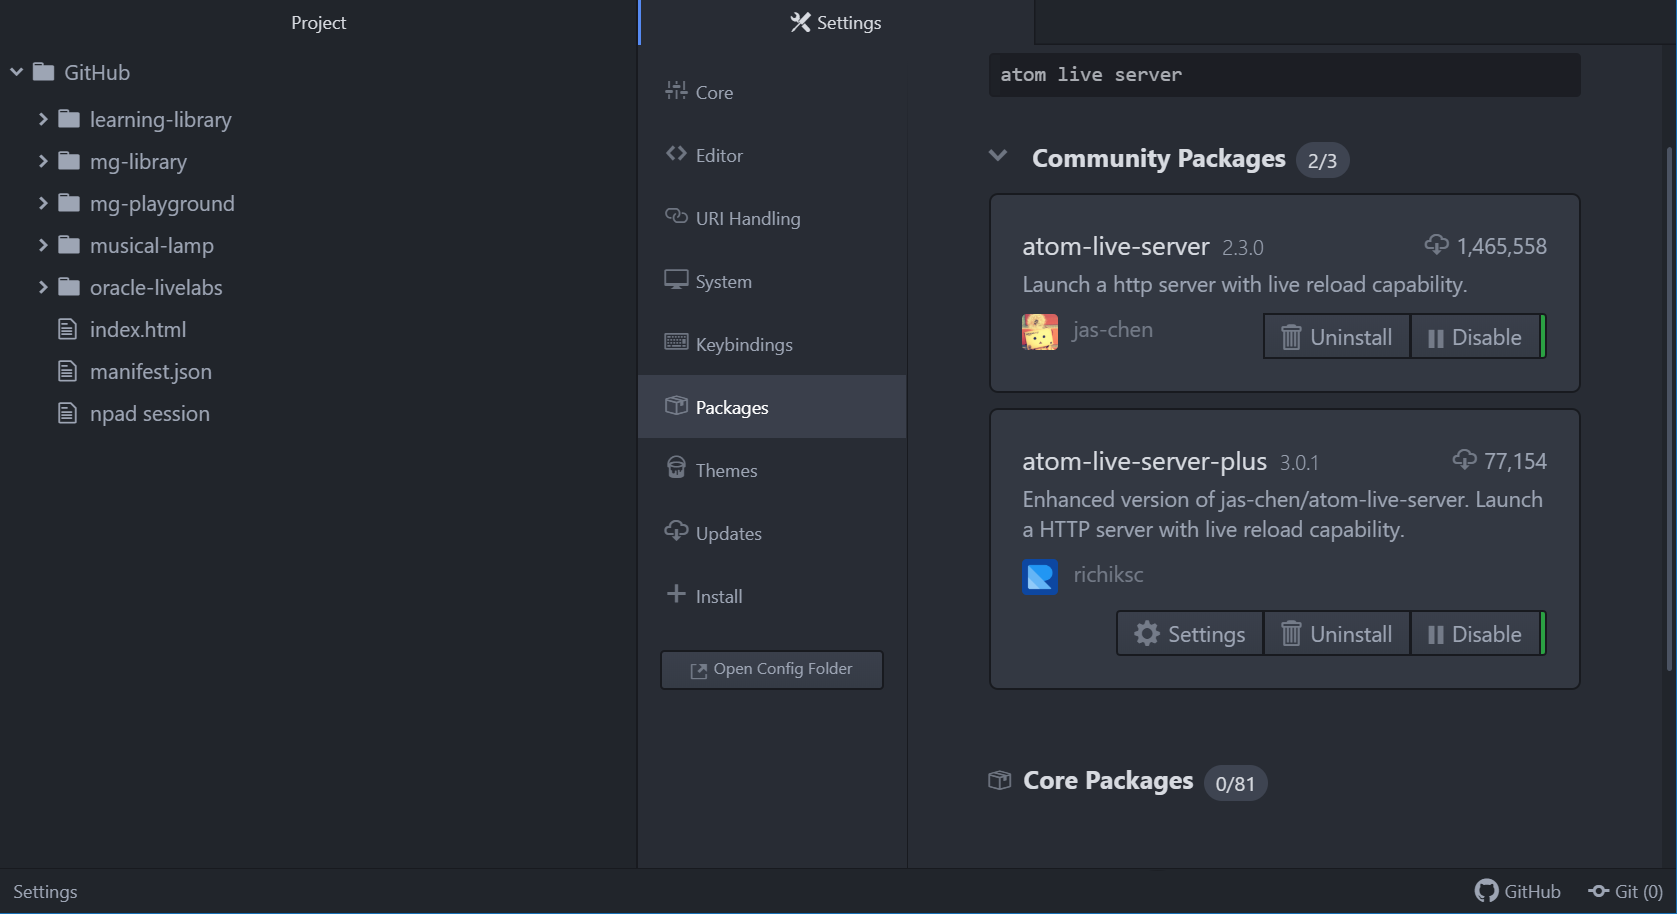 Project
GitHub
learning-library
mg-library
mg-playground
musical-lamp
oracle-livelabs
index.html
manifest.json
npad session
Settings
Core
Editor
URI Handling
System
Keybindings
Packages
Themes
Updates
Install
Open Config Folder
atom live server
Community Packages 2/3
atom-live-server 2.3.0 1,465,558
Launch a http server with live reload capability.
jas-chen
Uninstall Disable
atom-live-server-plus 3.0.1 77,154
Enhanced version of jas-chen/atom-live-server. Launch
a HTTP server with live reload capability.
richiksc
Settings Uninstall Disable
Core Packages 0/81
Settings
GitHub Git (0)